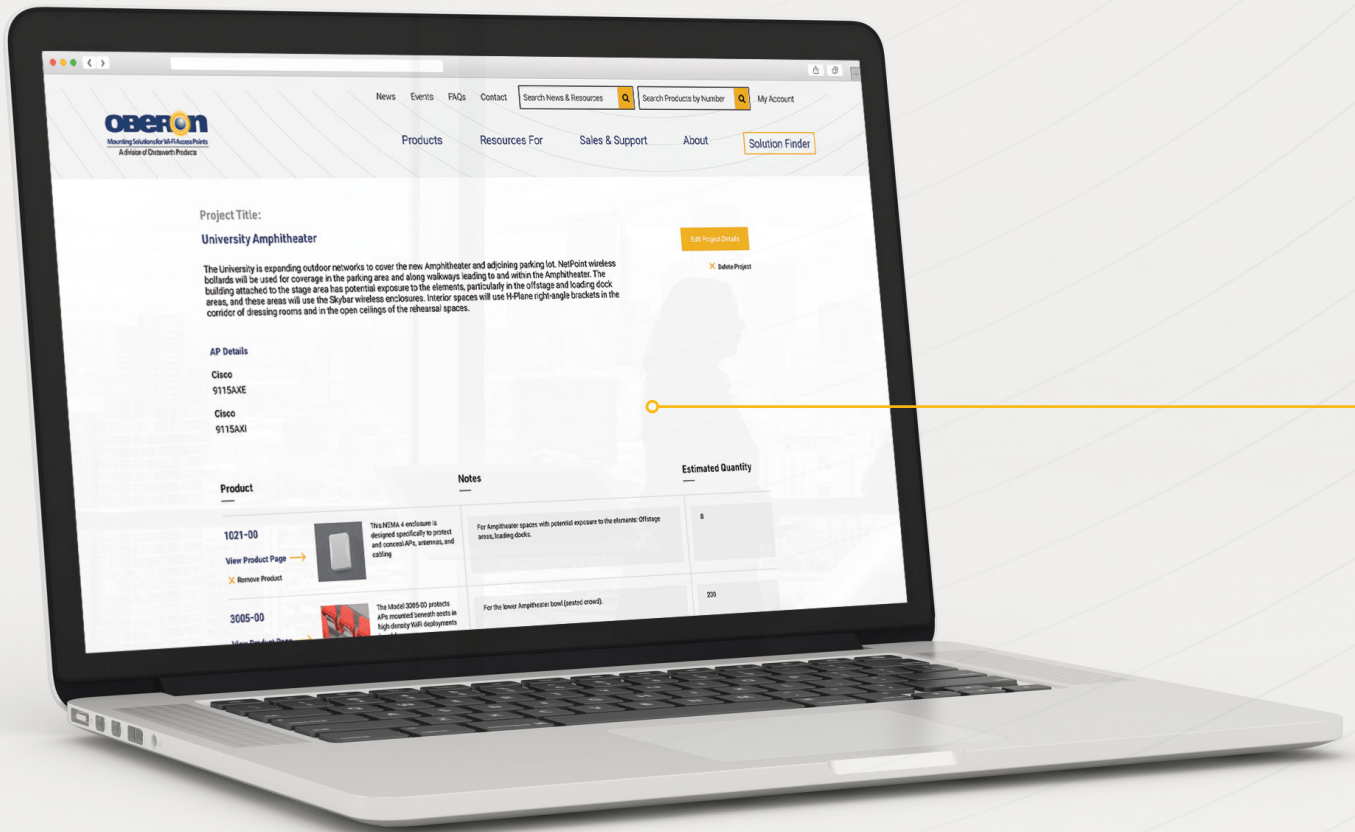 News Events FAQs Contact Search News & Resources Search Products by Number My Account
OBERON
Mounting Solutions for Wi-Fi Access Points
A division of Chatsworth Products
Products Resources For Sales & Support About Solution Finder
Project Title:
University Amphitheater
Edit Project Details
X Delete Project
The University is expanding outdoor networks to cover the new Amphitheater and adjcining parking lot. NetPoint wireless
bollards will be used for coverage in the parking area and along walkways leading to and within the Amphitheater. The
building attached to the stage area has potential exposure to the elements, particularly in the offstage and loading dock
areas, and these areas will use the Skybar wireless enclosures. Interior spaces will use H-Plane right-angle brackets in the
corridor of dressing rooms and in the open ceilings of the rehearsal spaces.
AP Details
Cisco
9115AXE
Cisco
9115AXI
Product
Notes
Estimated Quantity
1021-00
View Product Page
X Remove Product
This NEMA 4 enclosure is
designed specifically to protect
and conceal APs, antennas, and
cabling
For Ampitheater spaces with potential exposure to the elements: Offstage
areas, loading docks.
8
3005-00
View Product Page
The Model 3005-00 protects
APs mounted beneath seats in
high-density WiFi deployments
For the lower Ampitheater bowl (seated crowd).
200